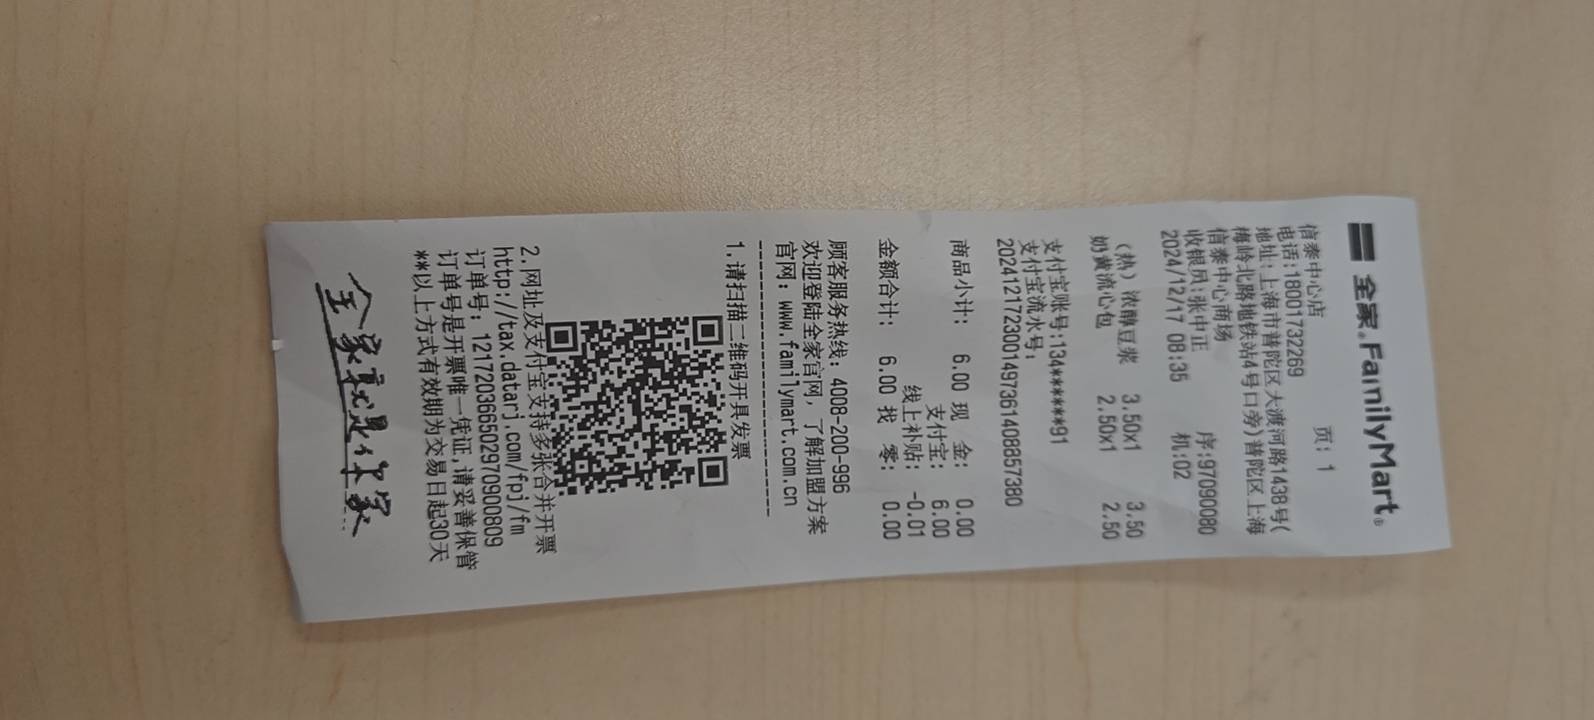 全家®FamilyMart®
页: 1
信泰中心店
电话:18001732269
地址:上海市普陀区大渡河路1438号(
梅岭北路地铁站4号口旁)普陀区上海
信泰中心商场
收银员:张中正 序:97090080
2024/12/17 08:35 机:02
(热)浓醇豆浆 3.50x1 3.50
奶黄流心包 2.50x1 2.50
支付宝账号:134******91
支付宝流水号:
2024121723001497361408857380
商品小计: 6.00 现 金: 0.00
支付宝: 6.00
线上补贴: -0.01
金额合计: 6.00 找 零: 0.00
顾客服务热线: 4008-200-996
欢迎登陆全家官网,了解加盟方案
官网: www.familymart.com.cn
1.请扫描二维码开具发票
2.网址及支付宝支持多张合并开票
http://tax.datarj.com/fpj/fm
订单号: 12172036650297090800809
订单号是开票唯一凭证,请妥善保管
**以上方式有效期为交易日起30天
全家就是你家